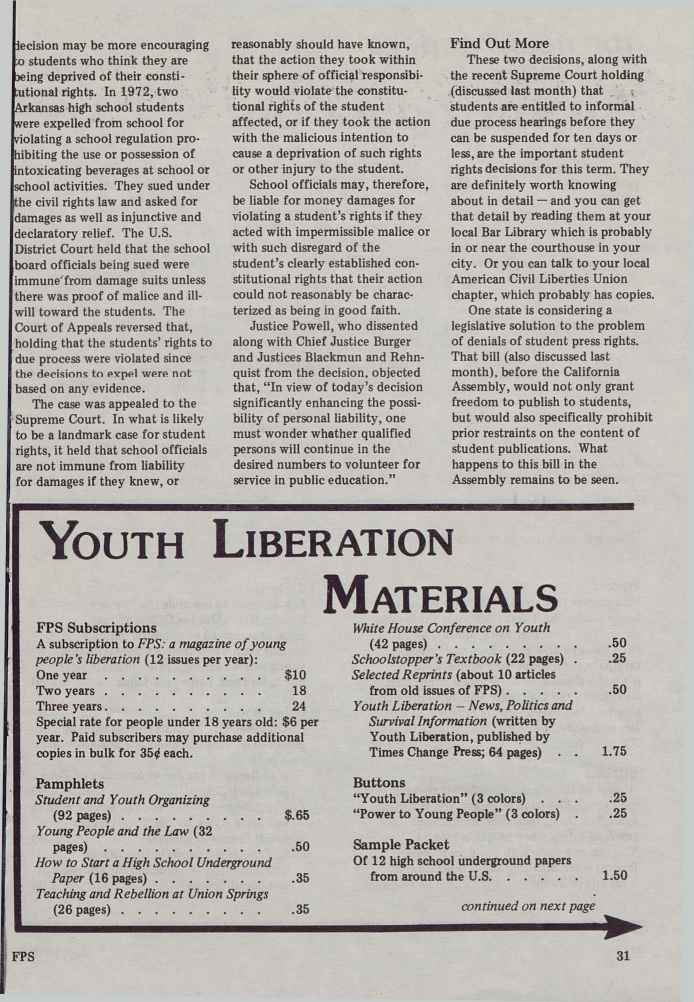 decision may be more encouraging
to students who think they are
being deprived of their consti-
tutional rights. In 1972, two
Arkansas high school students
were expelled from school for
violating a school regulation pro-
hibiting the use or possession of
intoxicating beverages at school or
school activities. They sued under
the civil rights law and asked for
damages as well as injunctive and
declaratory relief. The U.S.
District Court held that the school
board officials being sued were
immune from damage suits unless
there was proof of malice and ill-
will toward the students. The
Court of Appeals reversed that,
holding that the students' rights to
due process were violated since
the decisions to expel were not
based on any evidence.
The case was appealed to the
Supreme Court. In what is likely
to be a landmark case for student
rights, it held that school officials
are not immune from liability
for damages if they knew, or
reasonably should have known,
that the action they took within
their sphere of official responsibi-
lity would violate the constitu-
tional rights of the student
affected, or if they took the action
with the malicious intention to
cause a deprivation of such rights
or other injury to the student.
School officials may, therefore,
be liable for money damages for
violating a student's rights if they
acted with impermissible malice or
with such disregard of the
student's clearly established con-
stitutional rights that their action
could not reasonably be charac-
terized as being in good faith.
Justice Powell, who dissented
along with Chief Justice Burger
and Justices Blackmun and Rehn-
quist from the decision, objected
that, "In view of today's decision
significantly enhancing the possi-
bility of personal liability, one
must wonder whether qualified
persons will continue in the
desired numbers to volunteer for
service in public education."
Find Out More
These two decisions, along with
the recent Supreme Court holding
(discussed last month) that
students are entitled to informal
due process hearings before they
can be suspended for ten days or
less, are the important student
rights decisions for this term. They
are definitely worth knowing
about in detail — and you can get
that detail by reading them at your
local Bar Library which is probably
in or near the courthouse in your
city. Or you can talk to your local
American Civil Liberties Union
chapter, which probably has copies.
One state is considering a
legislative solution to the problem
of denials of student press rights.
That bill (also discussed last
month), before the California
Assembly, would not only grant
freedom to publish to students,
but would also specifically prohibit
prior restraints on the content of
student publications. What
happens to this bill in the
Assembly remains to be seen.
YOUTH LIBERATION
MATERIALS
FPS Subscriptions
A subscription to FPS: a magazine of young
people's liberation (12 issues per year):
One year . . . . . . . . . . $10
Two years . . . . . . . . . . 18
Three years . . . . . . . . . . 24
Special rate for people under 18 years old: $6 per
year. Paid subscribers may purchase additional
copies in bulk for 35¢ each.
Pamphlets
Student and Youth Organizing
(92 pages) . . . . . . . . . $.65
Young People and the Law (32
pages) . . . . . . . . . . .50
How to Start a High School Underground
Paper (16 pages) . . . . . . . .35
Teaching and Rebellion at Union Springs
(26 pages) . . . . . . . . . .35
White House Conference on Youth
(42 pages) . . . . . . . . . .50
Schoolstopper's Textbook (22 pages) . .25
Selected Reprints (about 10 articles
from old issues of FPS) . . . . . .50
Youth Liberation — News, Politics and
Survival Information (written by
Youth Liberation, published by
Times Change Press; 64 pages) . . 1.75
Buttons
"Youth Liberation" (3 colors) . . . .25
"Power to Young People" (3 colors) . .25
Sample Packet
Of 12 high school underground papers
from around the U.S. . . . . . 1.50
continued on next page
FPS
31